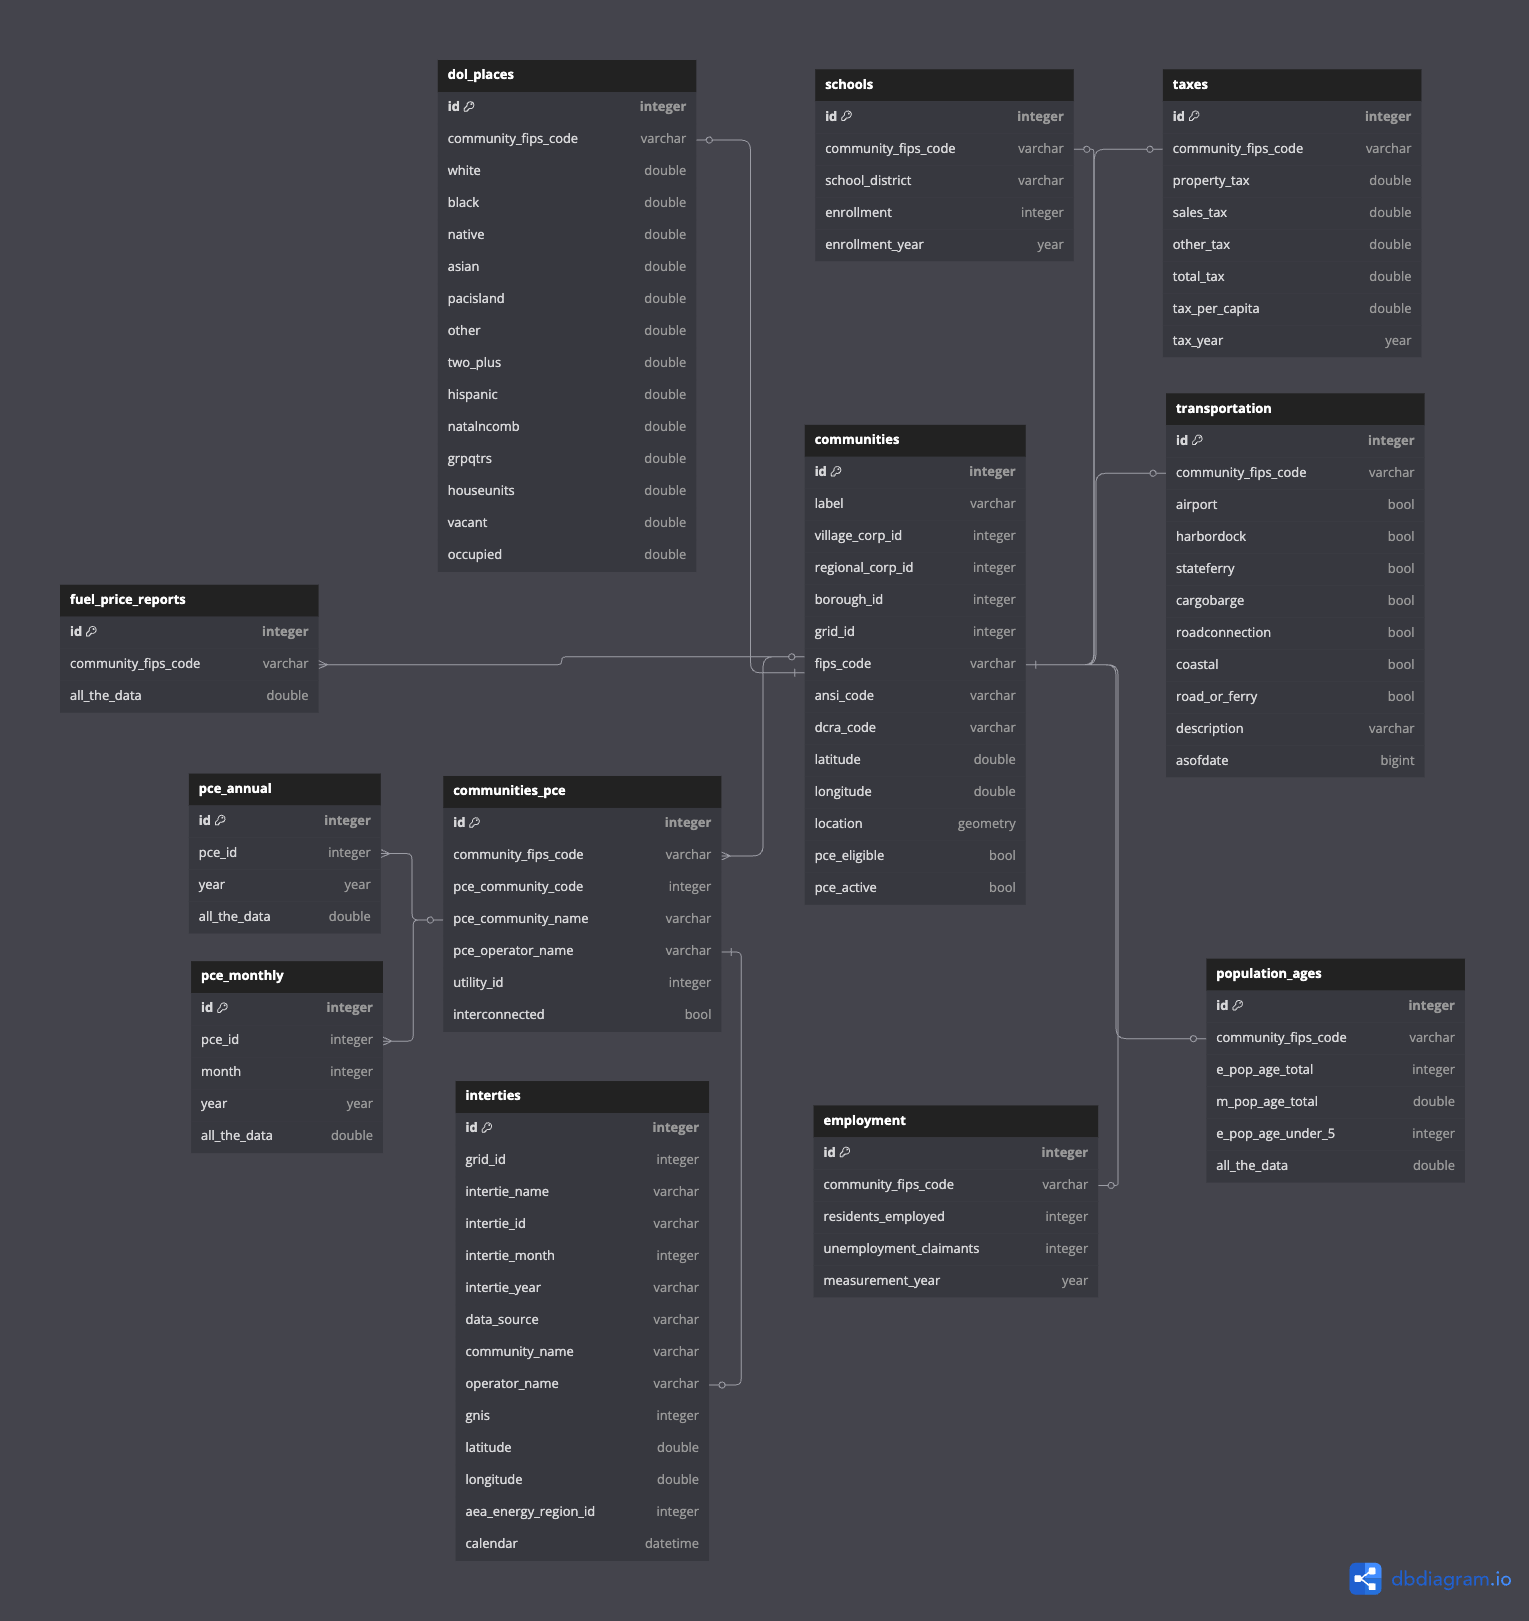 dol_places
id integer
community_fips_code varchar
white double
black double
native double
asian double
pacisland double
other double
two_plus double
hispanic double
natalncomb double
grpqtrs double
houseunits double
vacant double
occupied double
schools
id integer
community_fips_code varchar
school_district varchar
enrollment integer
enrollment_year year
taxes
id integer
community_fips_code varchar
property_tax double
sales_tax double
other_tax double
total_tax double
tax_per_capita double
tax_year year
transportation
id integer
community_fips_code varchar
airport bool
harbordock bool
stateferry bool
cargobarge bool
roadconnection bool
coastal bool
road_or_ferry bool
description varchar
asofdate bigint
communities
id integer
label varchar
village_corp_id integer
regional_corp_id integer
borough_id integer
grid_id integer
fips_code varchar
ansi_code varchar
dcra_code varchar
latitude double
longitude double
location geometry
pce_eligible bool
pce_active bool
fuel_price_reports
id integer
community_fips_code varchar
all_the_data double
pce_annual
id integer
pce_id integer
year year
all_the_data double
communities_pce
id integer
community_fips_code varchar
pce_community_code integer
pce_community_name varchar
pce_operator_name varchar
utility_id integer
interconnected bool
pce_monthly
id integer
pce_id integer
month integer
year year
all_the_data double
population_ages
id integer
community_fips_code varchar
e_pop_age_total integer
m_pop_age_total double
e_pop_age_under_5 integer
all_the_data double
interties
id integer
grid_id integer
intertie_name varchar
intertie_id varchar
intertie_month integer
intertie_year varchar
data_source varchar
community_name varchar
operator_name varchar
gnis integer
latitude double
longitude double
aea_energy_region_id integer
calendar datetime
employment
id integer
community_fips_code varchar
residents_employed integer
unemployment_claimants integer
measurement_year year
dbdiagram.io